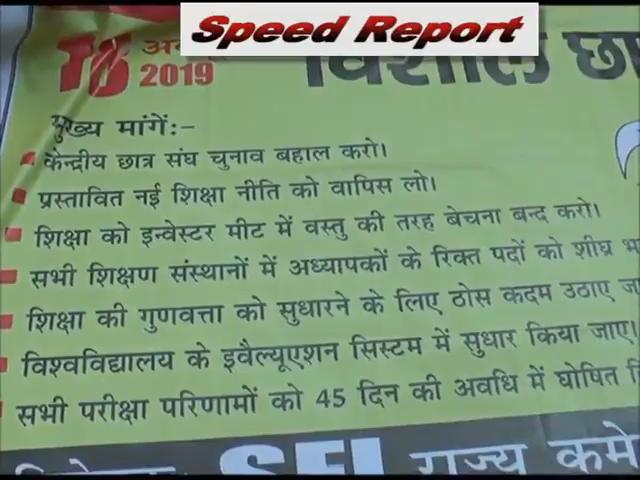 Speed Report
18
2019
विशाल
मुख्य मांगें:-
केन्द्रीय छात्र संघ चुनाव बहाल करो।
प्रस्तावित नई शिक्षा नीति को वापिस लो।
शिक्षा को इन्वेस्टर मीट में वस्तु की तरह बेचना बन्द करो।
सभी शिक्षण संस्थानों में अध्यापकों के रिक्त पदों को शीघ्र
शिक्षा की गुणवत्ता को सुधारने के लिए ठोस कदम उठाए
विश्वविद्यालय के इवैल्यूएशन सिस्टम में सुधार किया जाए।
सभी परीक्षा परिणामों को 45 दिन की अवधि में घोषित
SFI राज्य